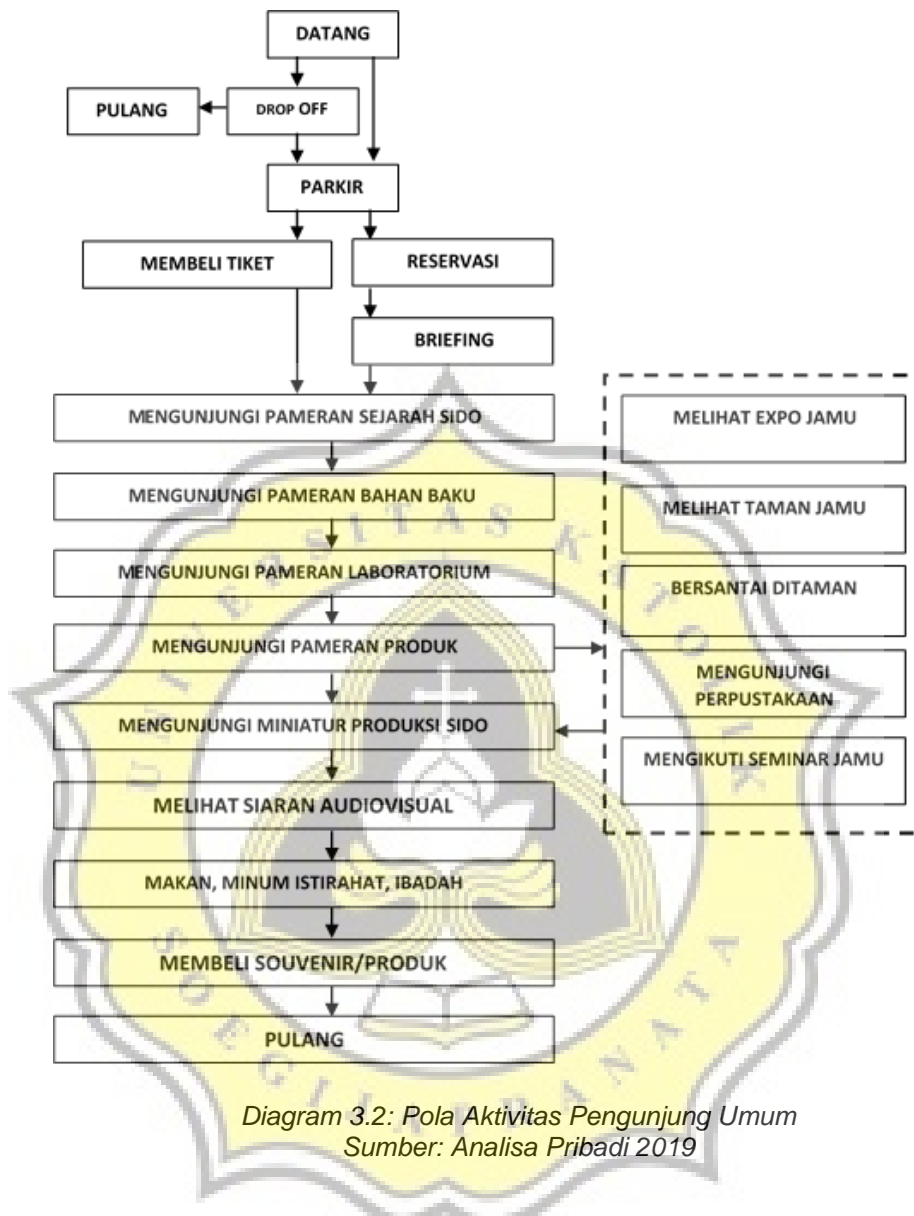 DATANG
PULANG
DROP OFF
PARKIR
MEMBELI TIKET
RESERVASI
BRIEFING
MENGUNJUNGI PAMERAN SEJARAH SIDO
MENGUNJUNGI PAMERAN BAHAN BAKU
MENGUNJUNGI PAMERAN LABORATORIUM
MENGUNJUNGI PAMERAN PRODUK
MENGUNJUNGI MINIATUR PRODUKSI SIDO
MELIHAT SIARAN AUDIOVISUAL
MAKAN, MINUM ISTIRAHAT, IBADAH
MEMBELI SOUVENIR/PRODUK
PULANG
MELIHAT EXPO JAMU
MELIHAT TAMAN JAMU
BERSANTAI DITAMAN
MENGUNJUNGI
PERPUSTAKAAN
MENGIKUTI SEMINAR JAMU
UNIVERSITAS KATOLIK
SOEGIJAPRANATA
Diagram 3.2: Pola Aktivitas Pengunjung Umum
Sumber: Analisa Pribadi 2019